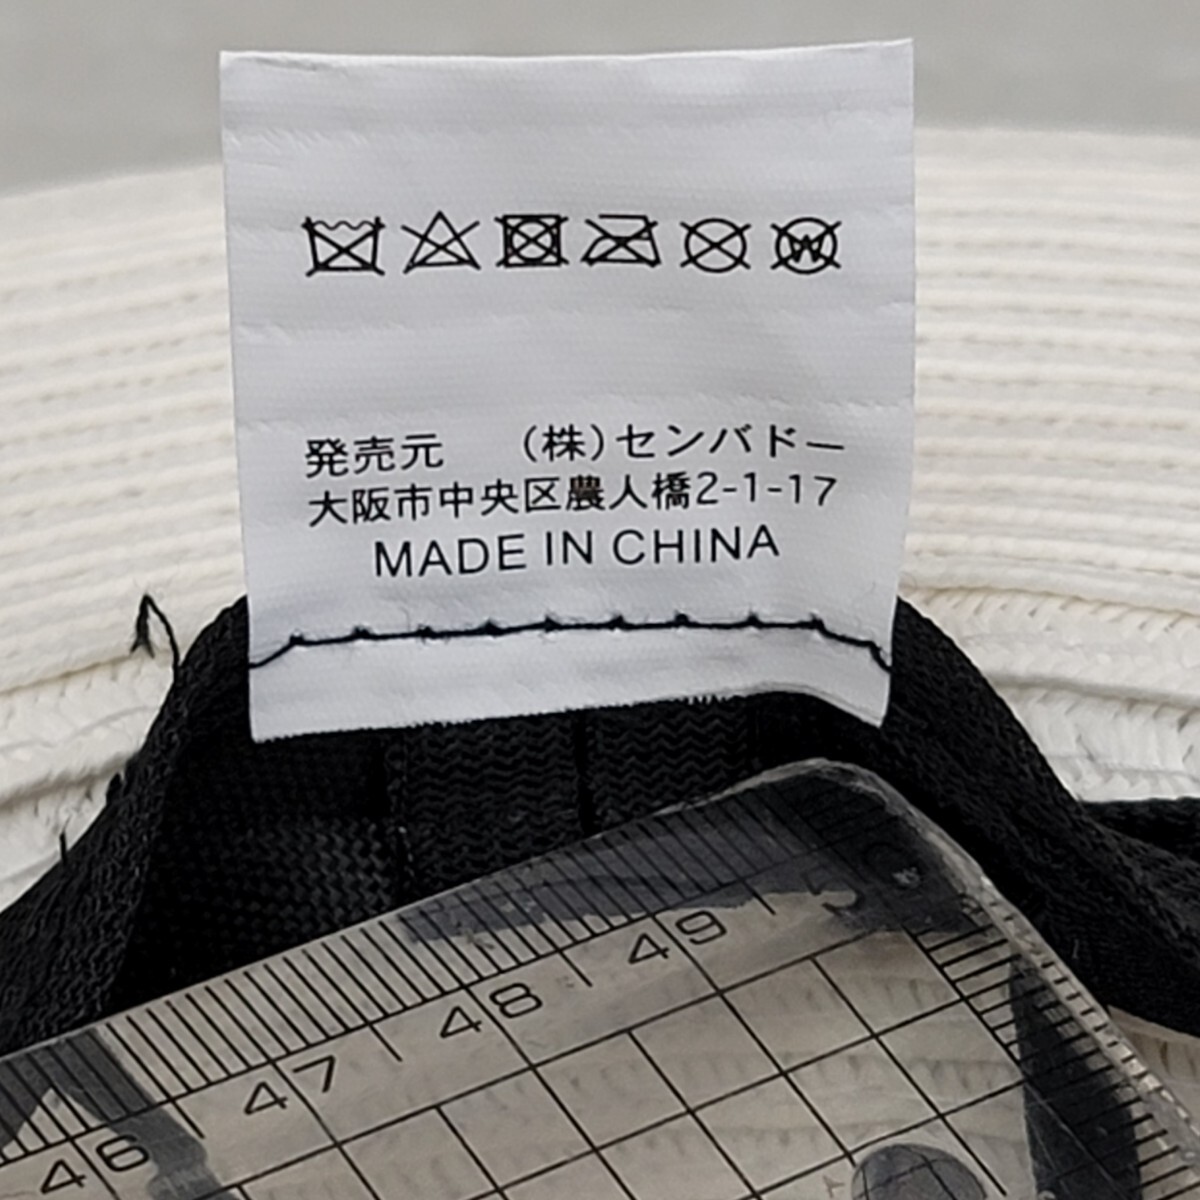 発売元　(株)センバドー
大阪市中央区農人橋2-1-17
MADE IN CHINA
46 47 48 49 50